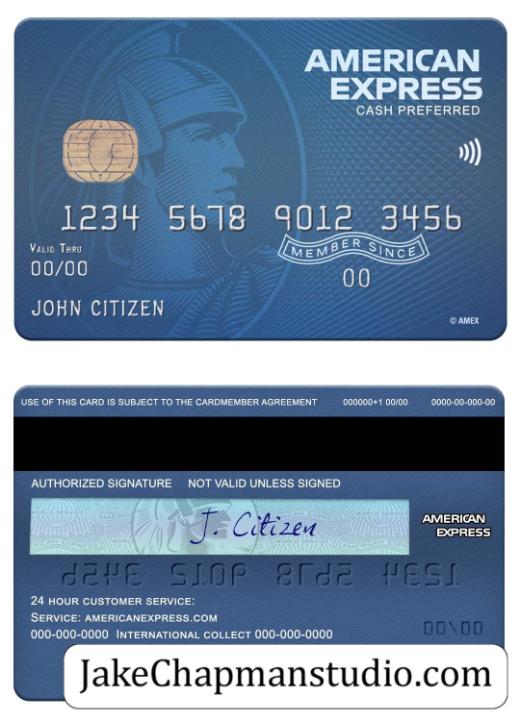 AMERICAN
EXPRESS
CASH PREFERRED
1234 5678 9012 3456
MEMBER SINCE
VALID THRU
00/00
00
JOHN CITIZEN
© AMEX
USE OF THIS CARD IS SUBJECT TO THE CARDMEMBER AGREEMENT 000000+1 00/00 0000-00-000-00
AUTHORIZED SIGNATURE NOT VALID UNLESS SIGNED
J. Citizen
AMERICAN
EXPRESS
24 HOUR CUSTOMER SERVICE:
SERVICE: AMERICANEXPRESS.COM
000-000-0000 INTERNATIONAL COLLECT 000-000-0000
00/00
JakeChapmanstudio.com